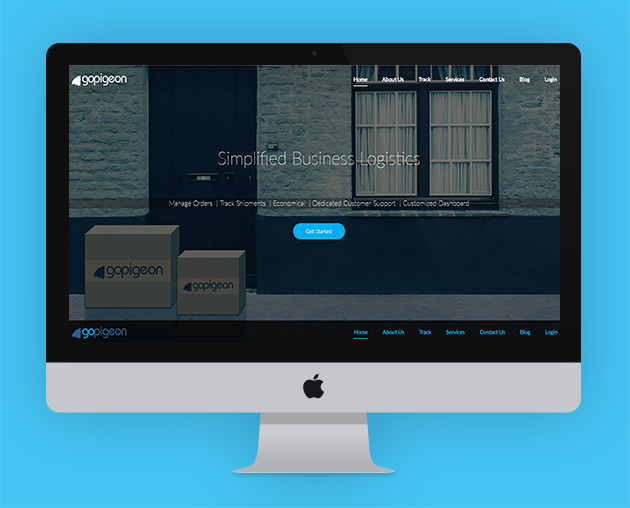 gopigeon
Home About Us Track Services Contact Us Blog Login
Simplified Business Logistics
Manage Orders | Track Shipments | Economical | Dedicated Customer Support | Customized Dashboard
Get Started
gopigeon
gopigeon
gopigeon
Home About Us Track Services Contact Us Blog Login